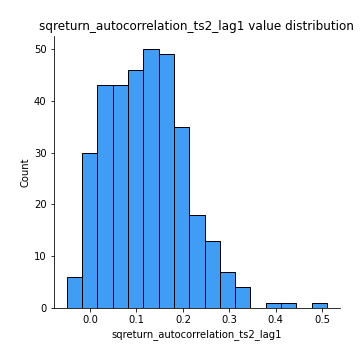 sqreturn_autocorrelation_ts2_lag1 value distribution
50
40
30
20
10
0
Count
0.0 0.1 0.2 0.3 0.4 0.5
sqreturn_autocorrelation_ts2_lag1